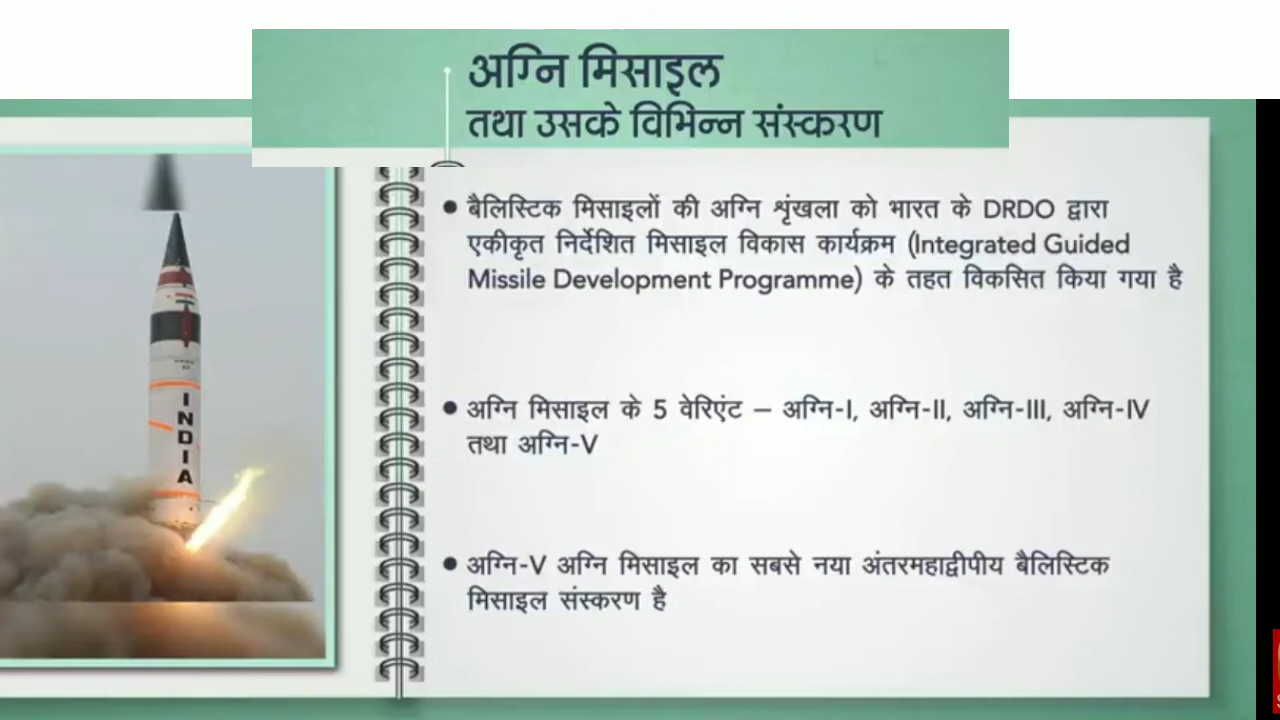 अग्नि मिसाइल
तथा उसके विभिन्न संस्करण
• बैलिस्टिक मिसाइलों की अग्नि शृंखला को भारत के DRDO द्वारा
एकीकृत निर्देशित मिसाइल विकास कार्यक्रम (Integrated Guided
Missile Development Programme) के तहत विकसित किया गया है
• अग्नि मिसाइल के 5 वेरिएंट – अग्नि-I, अग्नि-II, अग्नि-III, अग्नि-IV
तथा अग्नि-V
• अग्नि-V अग्नि मिसाइल का सबसे नया अंतरमहाद्वीपीय बैलिस्टिक
मिसाइल संस्करण है
INDIA